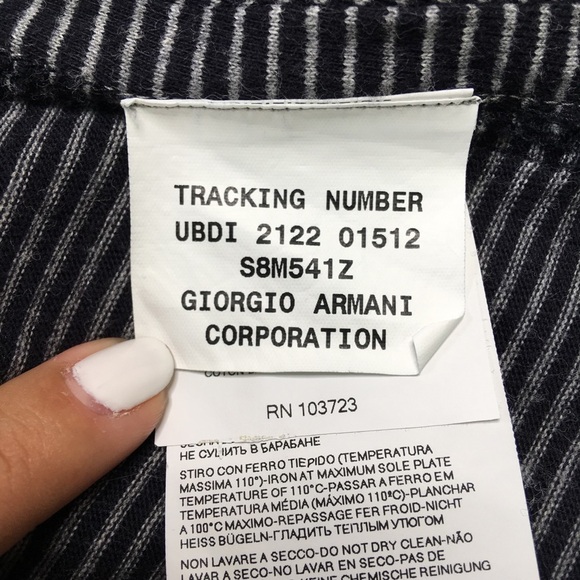 TRACKING NUMBER
UBDI 2122 01512
S8M541Z
GIORGIO ARMANI
CORPORATION
RN 103723
НЕ СУШИТЬ В БАРАБАНЕ
STIRO CON FERRO TIEPIDO (TEMPERATURA
MASSIMA 110°)-IRON AT MAXIMUM SOLE PLATE
TEMPERATURE OF 110°C-PASSAR A FERRO EM
TEMPERATURA MÉDIA (MÁXIMO 110ºC)-PLANCHAR
A 100°C MAXIMO-REPASSAGE FER FROID-NICHT
HEISS BÜGELN-ГЛАДИТЬ ТЕПЛЫМ УТЮГОМ
NON LAVARE A SECCO-DO NOT DRY CLEAN-NÃO
LAVAR A SECO-NO LAVAR EN SECO-PAS DE
KEINE CHEMISCHE REINIGUNG